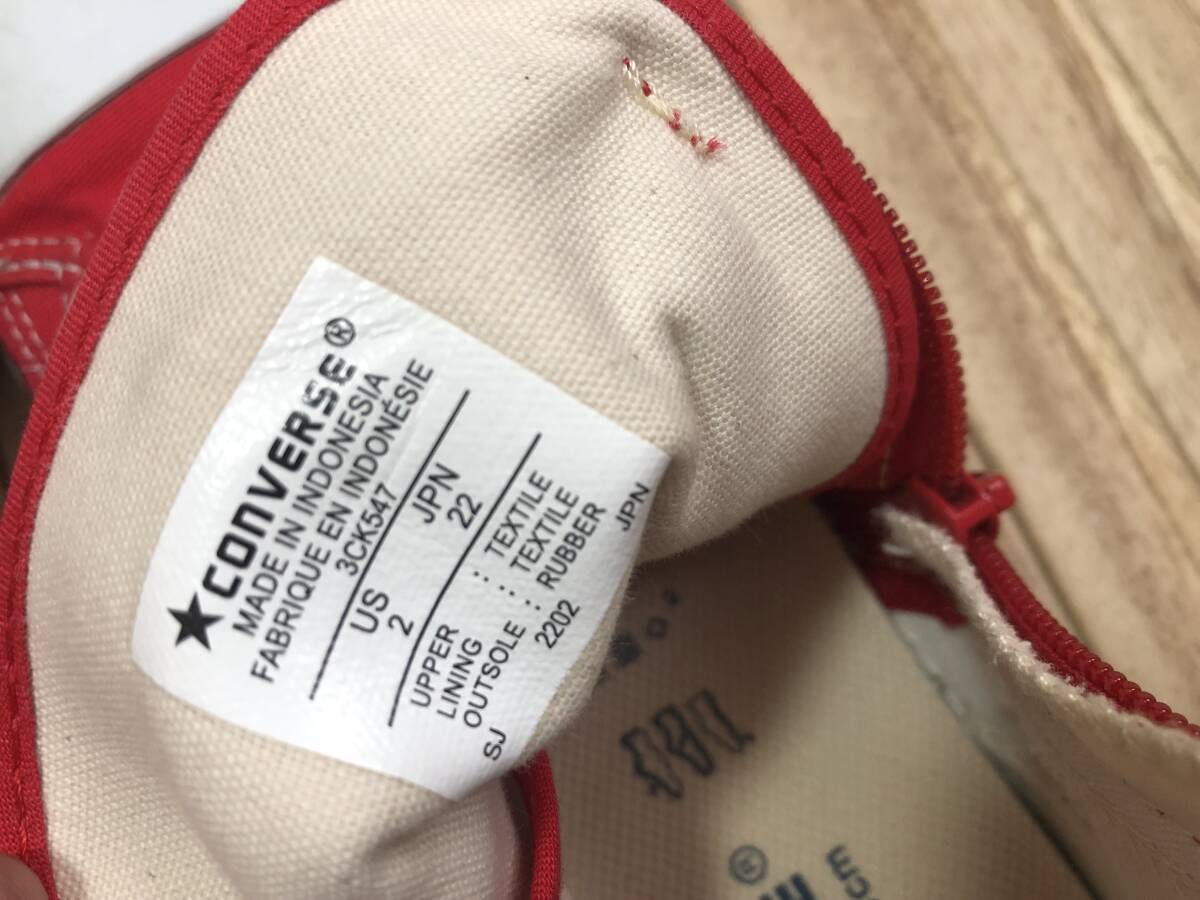 ★CONVERSE®
MADE IN INDONESIA
FABRIQUE EN INDONÉSIE
3CK547
US JPN
2 22
UPPER : TEXTILE
LINING : TEXTILE
OUTSOLE : RUBBER
2202
SJ JPN
®